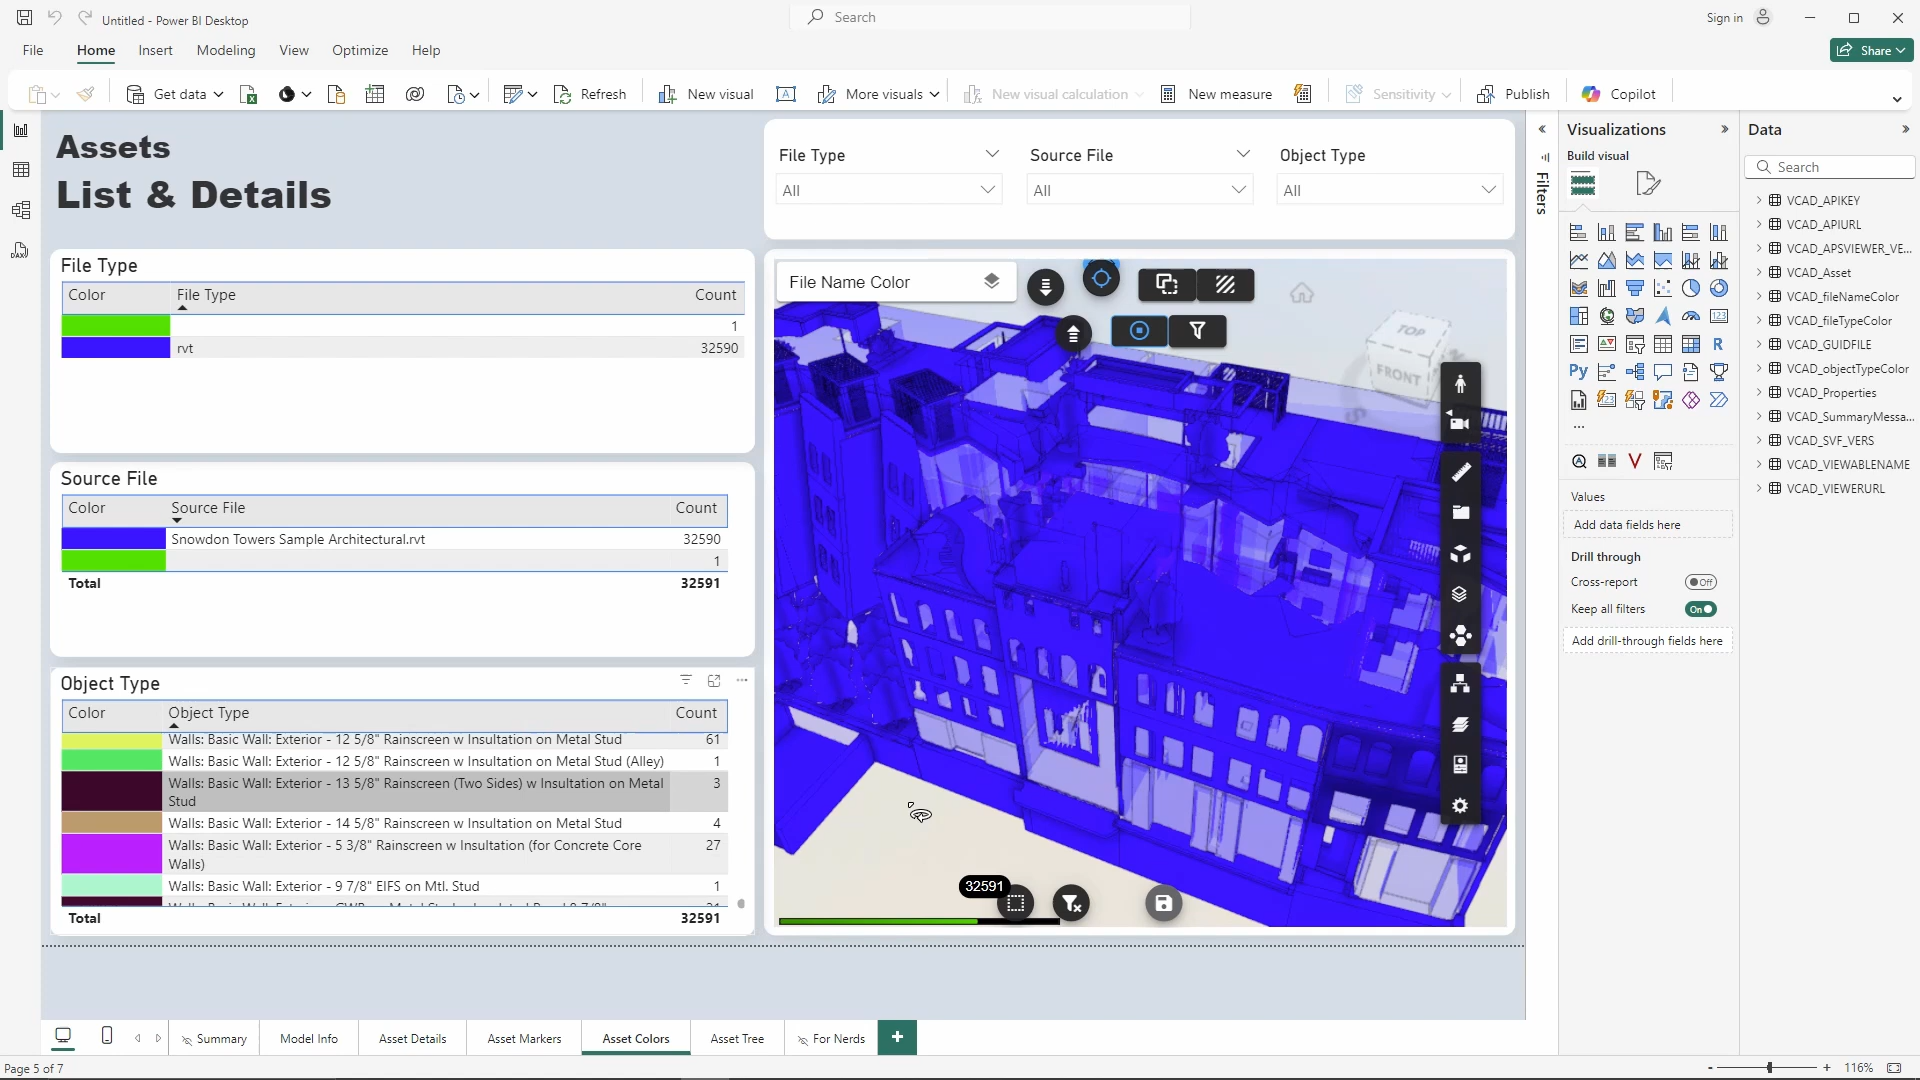 Untitled - Power BI Desktop
Search
Sign in
File
Home
Insert
Modeling
View
Optimize
Help
Share
Get data
Refresh
New visual
More visuals
New visual calculation
New measure
Sensitivity
Publish
Copilot
Assets
List & Details
File Type
All
Source File
All
Object Type
All
File Type
Color
File Type
Count
1
rvt
32590
Source File
Color
Source File
Count
Snowdon Towers Sample Architectural.rvt
32590
1
Total
32591
Object Type
Color
Object Type
Count
Walls: Basic Wall: Exterior - 12 5/8" Rainscreen w Insultation on Metal Stud
61
Walls: Basic Wall: Exterior - 12 5/8" Rainscreen w Insultation on Metal Stud (Alley)
1
Walls: Basic Wall: Exterior - 13 5/8" Rainscreen (Two Sides) w Insultation on Metal
Stud
3
Walls: Basic Wall: Exterior - 14 5/8" Rainscreen w Insultation on Metal Stud
4
Walls: Basic Wall: Exterior - 5 3/8" Rainscreen w Insultation (for Concrete Core
Walls)
27
Walls: Basic Wall: Exterior - 9 7/8" EIFS on Mtl. Stud
1
Total
32591
File Name Color
TOP
FRONT
32591
Filters
Visualizations
Build visual
Values
Add data fields here
Drill through
Cross-report
Off
Keep all filters
On
Add drill-through fields here
Data
Search
VCAD_APIKEY
VCAD_APIURL
VCAD_APSVIEWER_VE...
VCAD_Asset
VCAD_fileNameColor
VCAD_fileTypeColor
VCAD_GUIDFILE
VCAD_objectTypeColor
VCAD_Properties
VCAD_SummaryMessa...
VCAD_SVF_VERS
VCAD_VIEWABLENAME
VCAD_VIEWERURL
Summary
Model Info
Asset Details
Asset Markers
Asset Colors
Asset Tree
For Nerds
Page 5 of 7
116%